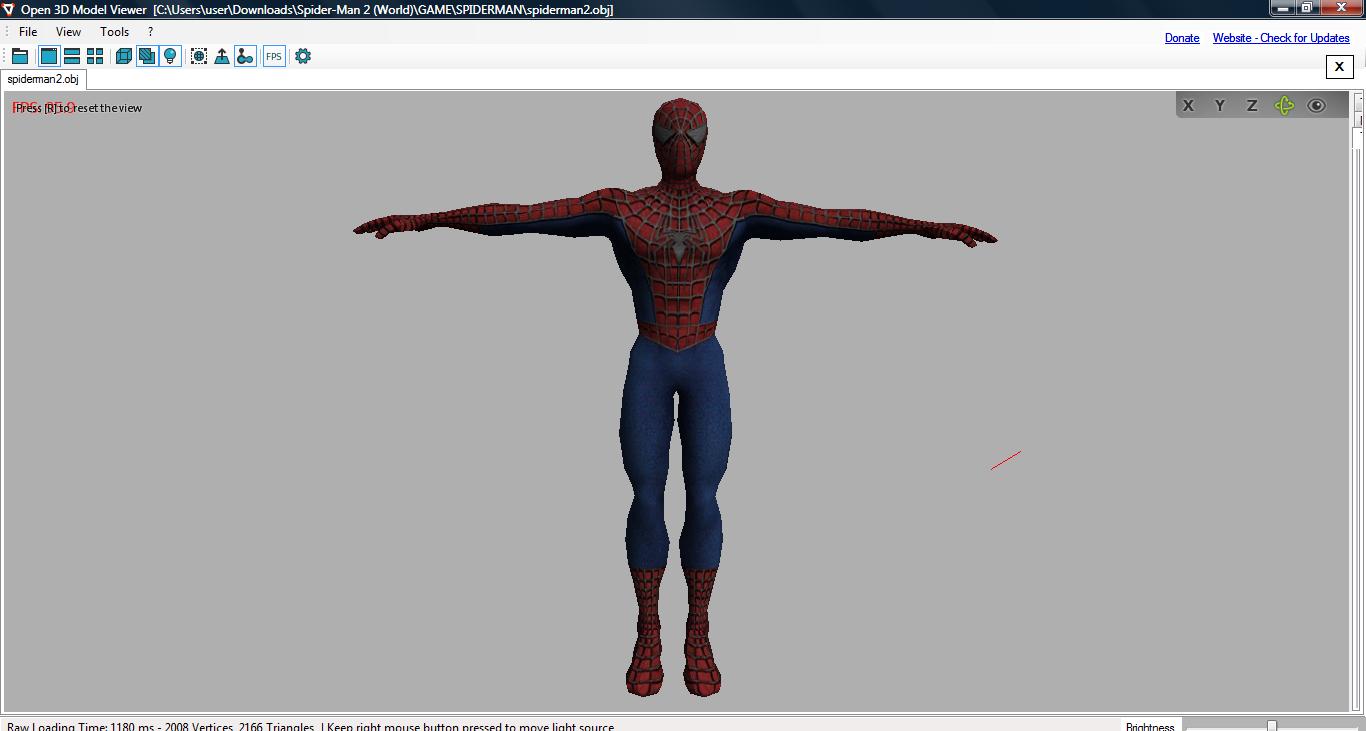 Open 3D Model Viewer [C:\Users\user\Downloads\Spider-Man 2 (World)\GAME\SPIDERMAN\spiderman2.obj]
File View Tools ?
Donate Website - Check for Updates
FPS
X
spiderman2.obj
Press [R] to reset the view
X Y Z
Raw Loading Time: 1180 ms - 2008 Vertices, 2166 Triangles | Keep right mouse button pressed to move light source
Brightness